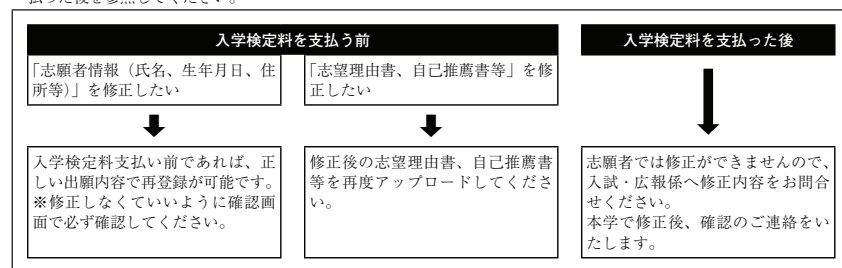 払った後を参照してください。
入学検定料を支払う前
入学検定料を支払った後
「志願者情報（氏名、生年月日、住
所等）」を修正したい
「志望理由書、自己推薦書等」を修
正したい
入学検定料支払い前であれば、正
しい出願内容で再登録が可能です。
※修正しなくていいように確認画
面で必ず確認してください。
修正後の志望理由書、自己推薦書
等を再度アップロードしてくださ
い。
志願者では修正ができませんので、
入試・広報係へ修正内容をお問合
せください。
本学で修正後、確認のご連絡をい
たします。